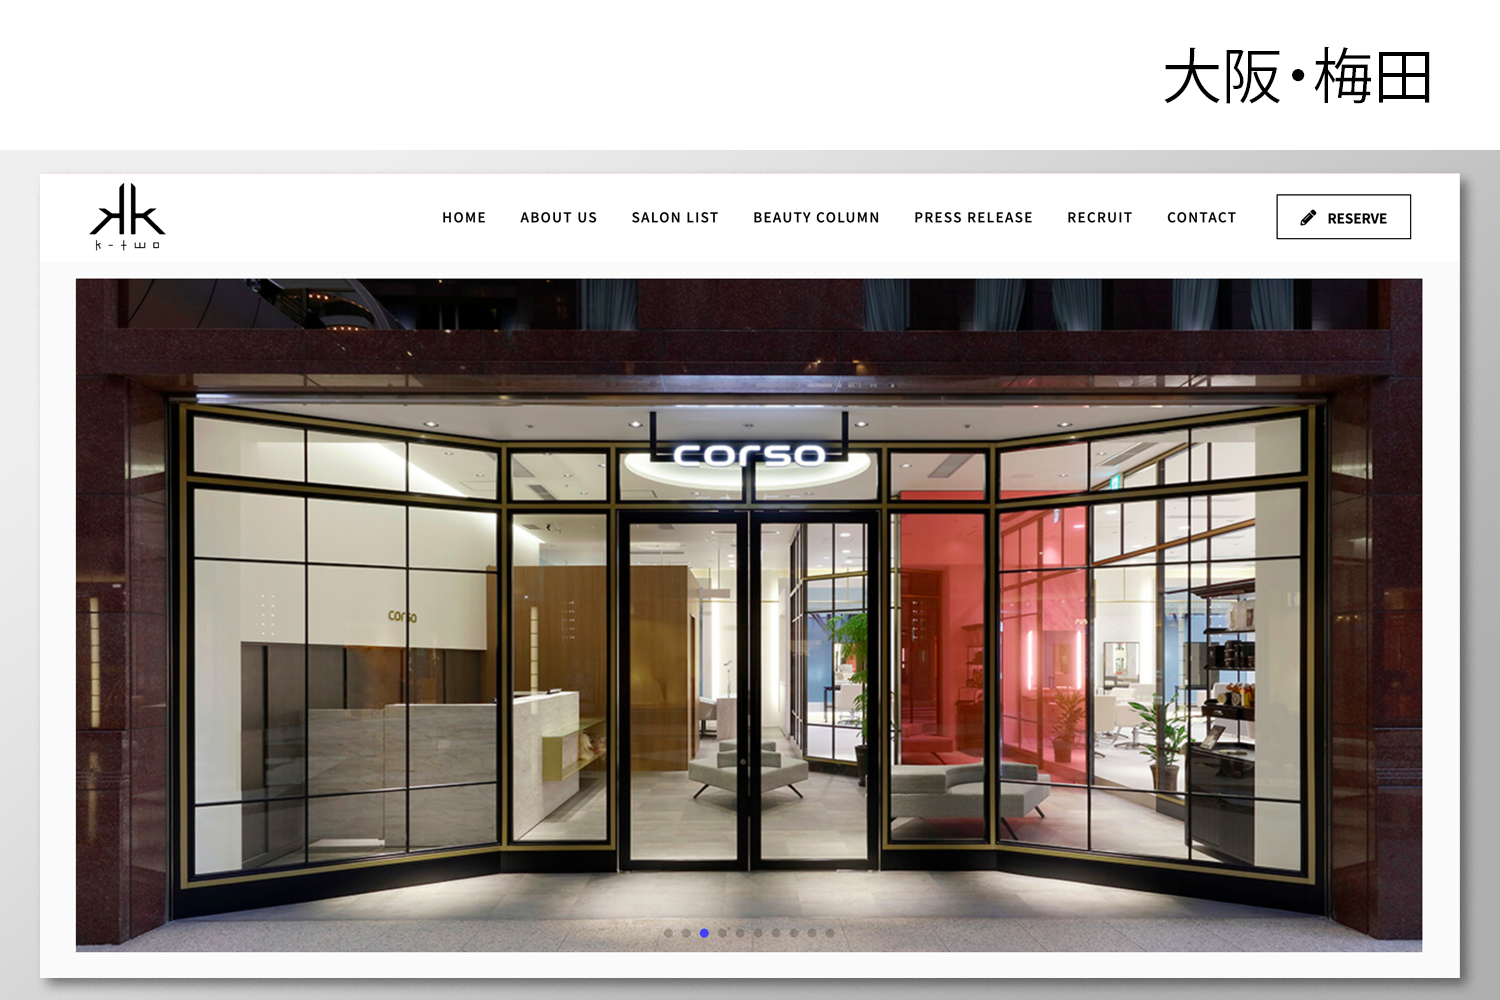 大阪・梅田
k-two
HOME ABOUT US SALON LIST BEAUTY COLUMN PRESS RELEASE RECRUIT CONTACT RESERVE
corso
corso